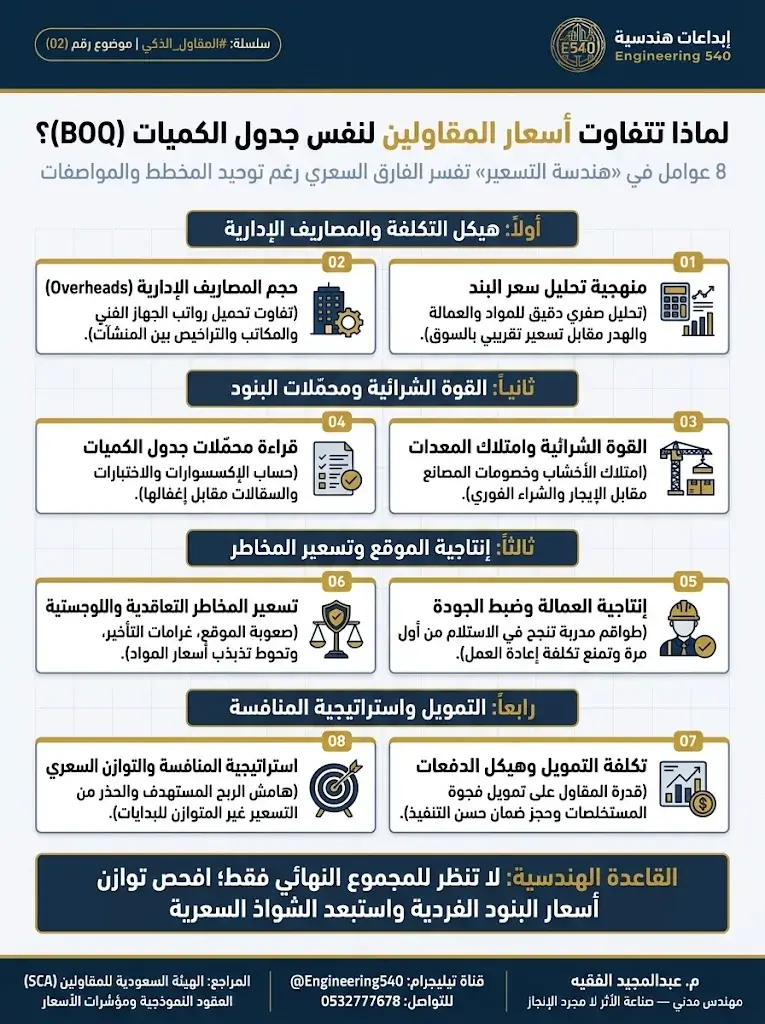 إبداعات هندسية
Engineering 540
E540
سلسلة: #المقاول_الذكي | موضوع رقم (02)
لماذا تتفاوت أسعار المقاولين لنفس جدول الكميات (BOQ)؟
8 عوامل في «هندسة التسعير» تفسر الفارق السعري رغم توحيد المخطط والمواصفات
أولاً: هيكل التكلفة والمصاريف الإدارية
01
منهجية تحليل سعر البند
(تحليل صفري دقيق للمواد والعمالة
والهدر مقابل تسعير تقريبي بالسوق).
02
حجم المصاريف الإدارية (Overheads)
(تفاوت تحميل رواتب الجهاز الفني
والمكاتب والتراخيص بين المنشآت).
ثانياً: القوة الشرائية ومحمّلات البنود
03
القوة الشرائية وامتلاك المعدات
(امتلاك الأخشاب وخصومات المصانع
مقابل الإيجار والشراء الفوري).
04
قراءة محمّلات جدول الكميات
(حساب الإكسسوارات والاختبارات
والسقالات مقابل إغفالها).
ثالثاً: إنتاجية الموقع وتسعير المخاطر
05
إنتاجية العمالة وضبط الجودة
(طواقم مدربة تنجح في الاستلام من أول
مرة وتمنع تكلفة إعادة العمل).
06
تسعير المخاطر التعاقدية واللوجستية
(صعوبة الموقع، غرامات التأخير،
وتحوط تذبذب أسعار المواد).
رابعاً: التمويل واستراتيجية المنافسة
07
تكلفة التمويل وهيكل الدفعات
(قدرة المقاول على تمويل فجوة
المستخلصات وحجز ضمان حسن التنفيذ).
08
استراتيجية المنافسة والتوازن السعري
(هامش الربح المستهدف والحذر من
التسعير غير المتوازن للبدايات).
القاعدة الهندسية: لا تنظر للمجموع النهائي فقط؛ افحص توازن
أسعار البنود الفردية واستبعد الشواذ السعرية
م. عبدالمجيد الفقيه
مهندس مدني — صناعة الأثر لا مجرد الإنجاز
قناة تيليجرام: Engineering540@
للتواصل: 0532777678
المراجع: الهيئة السعودية للمقاولين (SCA)
العقود النموذجية ومؤشرات الأسعار